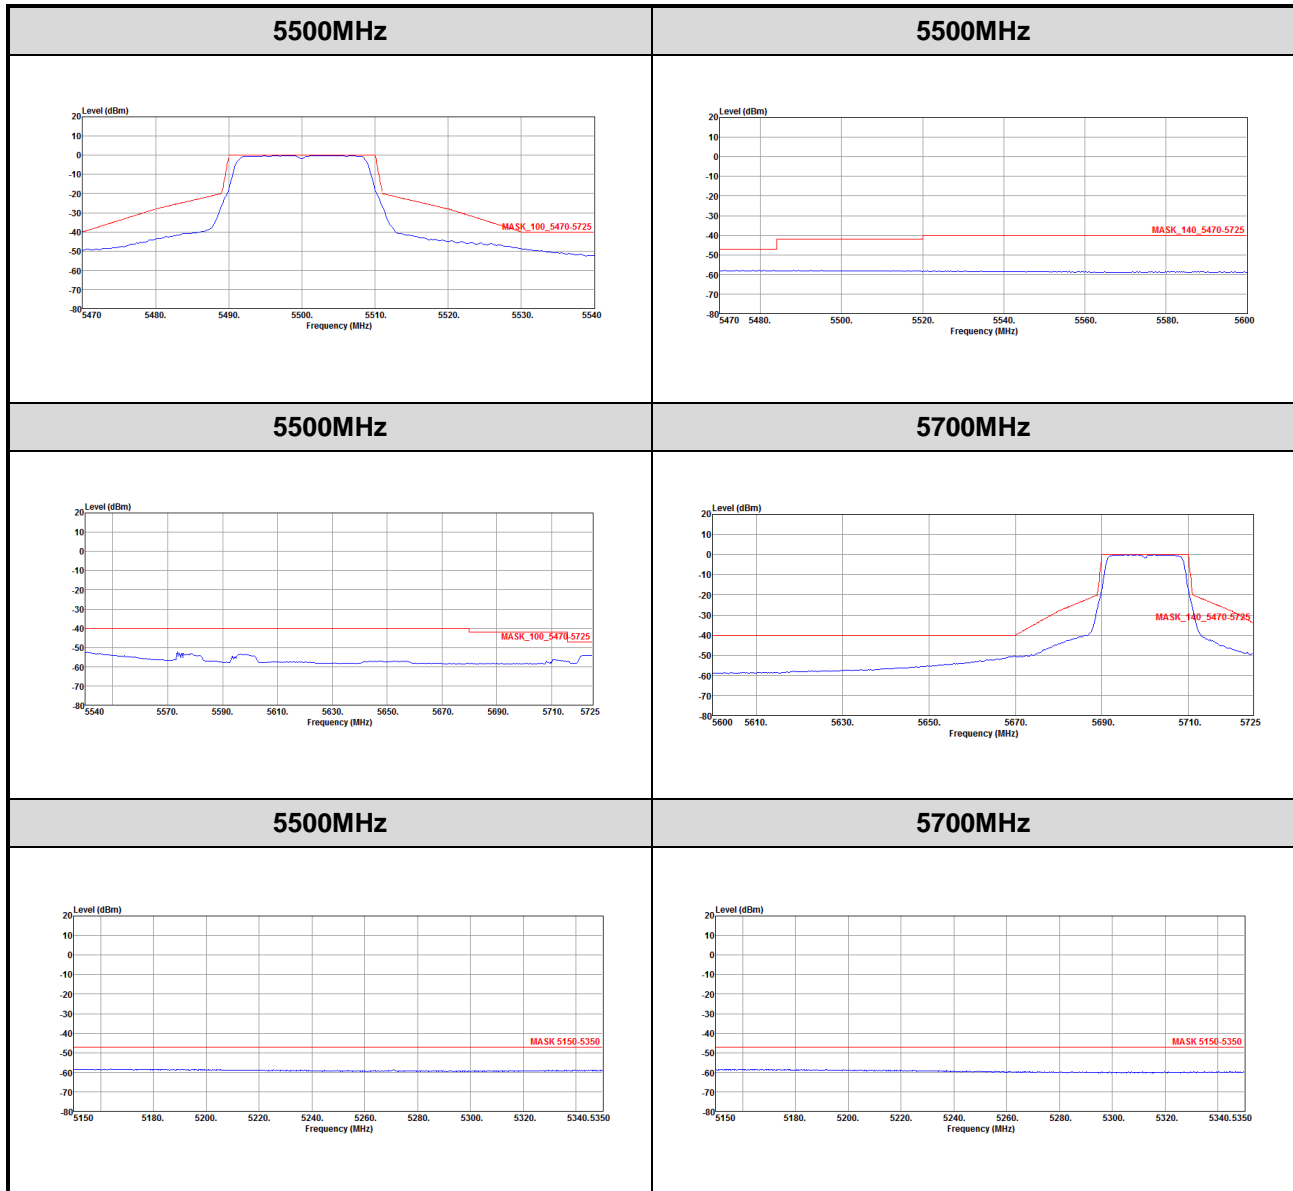 5500MHz
5500MHz
Level (dBm)
20
10
0
-10
-20
-30
-40
-50
-60
-70
-80
MASK_100_5470-5725
5470 5480. 5490. 5500. 5510. 5520. 5530. 5540
Frequency (MHz)
Level (dBm)
20
10
0
-10
-20
-30
-40
-50
-60
-70
-80
MASK_140_5470-5725
5470 5480. 5500. 5520. 5540. 5560. 5580. 5600
Frequency (MHz)
5500MHz
5700MHz
Level (dBm)
20
10
0
-10
-20
-30
-40
-50
-60
-70
-80
MASK_100_5470-5725
5540 5570. 5590. 5610. 5630. 5650. 5670. 5690. 5710. 5725
Frequency (MHz)
Level (dBm)
20
10
0
-10
-20
-30
-40
-50
-60
-70
-80
MASK_140_5470-5725
5600 5610. 5630. 5650. 5670. 5690. 5710. 5725
Frequency (MHz)
5500MHz
5700MHz
Level (dBm)
20
10
0
-10
-20
-30
-40
-50
-60
-70
-80
MASK 5150-5350
5150 5180. 5200. 5220. 5240. 5260. 5280. 5300. 5320. 5340.5350
Frequency (MHz)
Level (dBm)
20
10
0
-10
-20
-30
-40
-50
-60
-70
-80
MASK 5150-5350
5150 5180. 5200. 5220. 5240. 5260. 5280. 5300. 5320. 5340.5350
Frequency (MHz)